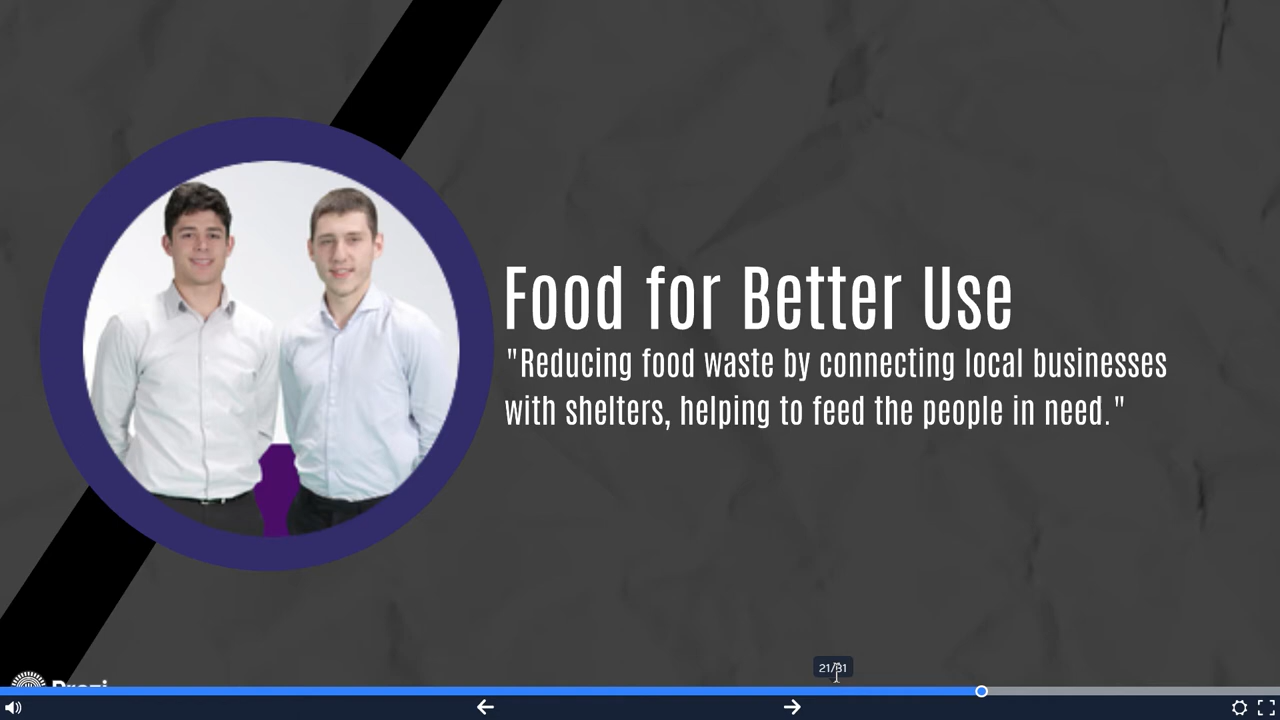 Food for Better Use
"Reducing food waste by connecting local businesses
with shelters, helping to feed the people in need."
21/31
Prezi